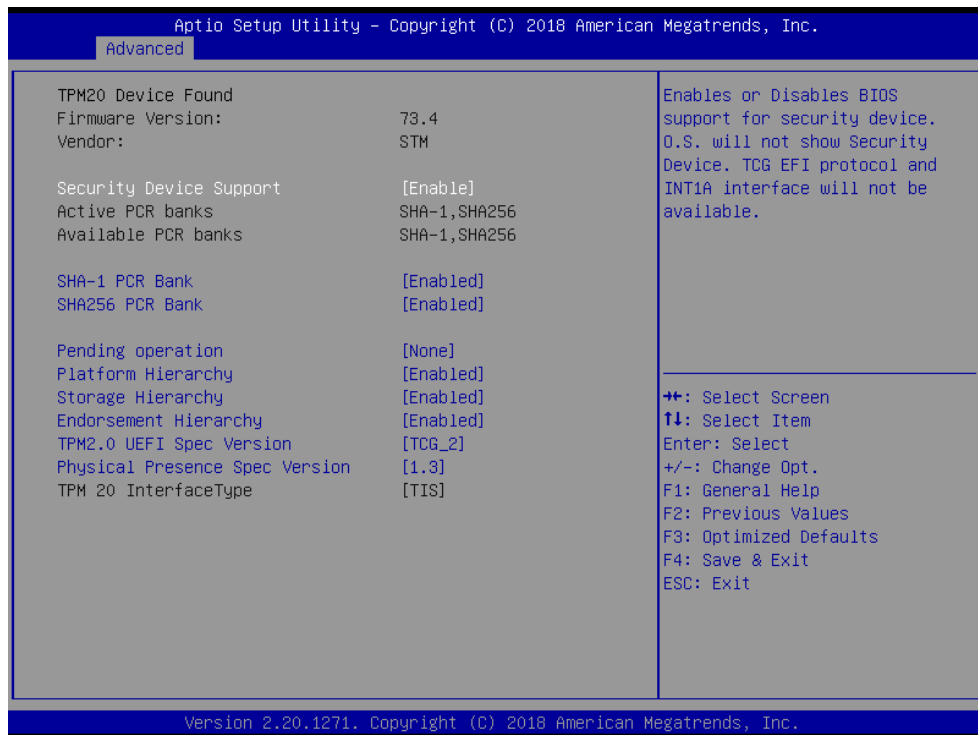 Aptio Setup Utility – Copyright (C) 2018 American Megatrends, Inc.
Advanced
TPM20 Device Found
Firmware Version: 73.4
Vendor: STM
Security Device Support [Enable]
Active PCR banks SHA-1,SHA256
Available PCR banks SHA-1,SHA256
SHA-1 PCR Bank [Enabled]
SHA256 PCR Bank [Enabled]
Pending operation [None]
Platform Hierarchy [Enabled]
Storage Hierarchy [Enabled]
Endorsement Hierarchy [Enabled]
TPM2.0 UEFI Spec Version [TCG_2]
Physical Presence Spec Version [1.3]
TPM 20 InterfaceType [TIS]
Enables or Disables BIOS
support for security device.
O.S. will not show Security
Device. TCG EFI protocol and
INT1A interface will not be
available.
→←: Select Screen
↑↓: Select Item
Enter: Select
+/-: Change Opt.
F1: General Help
F2: Previous Values
F3: Optimized Defaults
F4: Save & Exit
ESC: Exit
Version 2.20.1271. Copyright (C) 2018 American Megatrends, Inc.